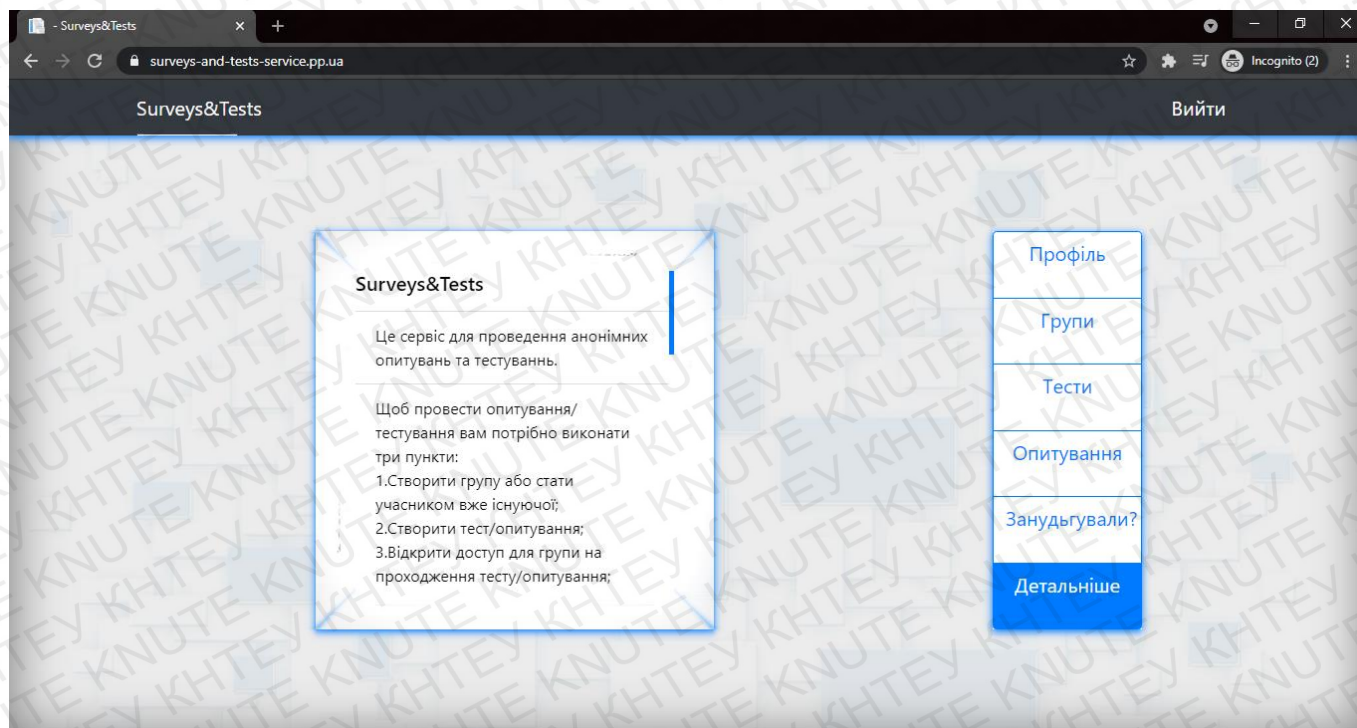 - Surveys&Tests
surveys-and-tests-service.pp.ua
Incognito (2)
Surveys&Tests
Вийти
Surveys&Tests
Це сервіс для проведення анонімних
опитувань та тестуваннь.
Щоб провести опитування/
тестування вам потрібно виконати
три пункти:
1.Створити групу або стати
учасником вже існуючої;
2.Створити тест/опитування;
3.Відкрити доступ для групи на
проходження тесту/опитування;
Профіль
Групи
Тести
Опитування
Занудьгували?
Детальніше